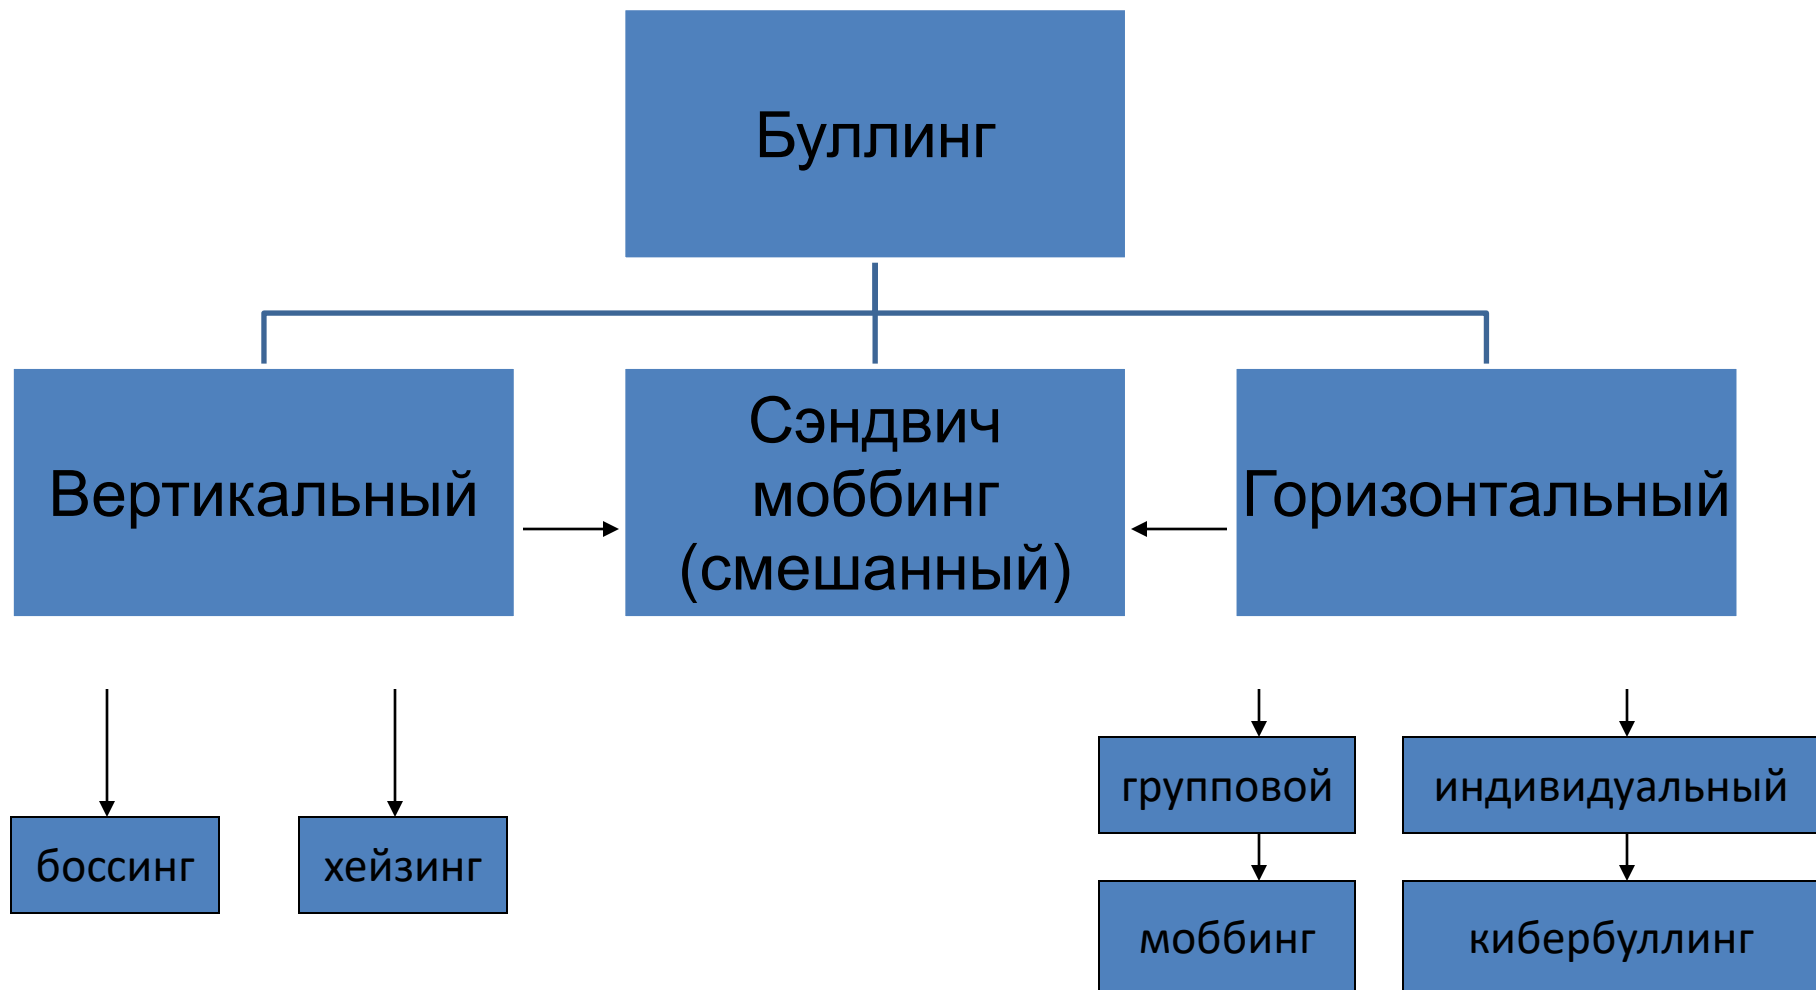 Буллинг
Вертикальный
Сэндвич
моббинг
(смешанный)
Горизонтальный
боссинг
хейзинг
групповой
индивидуальный
моббинг
кибербуллинг